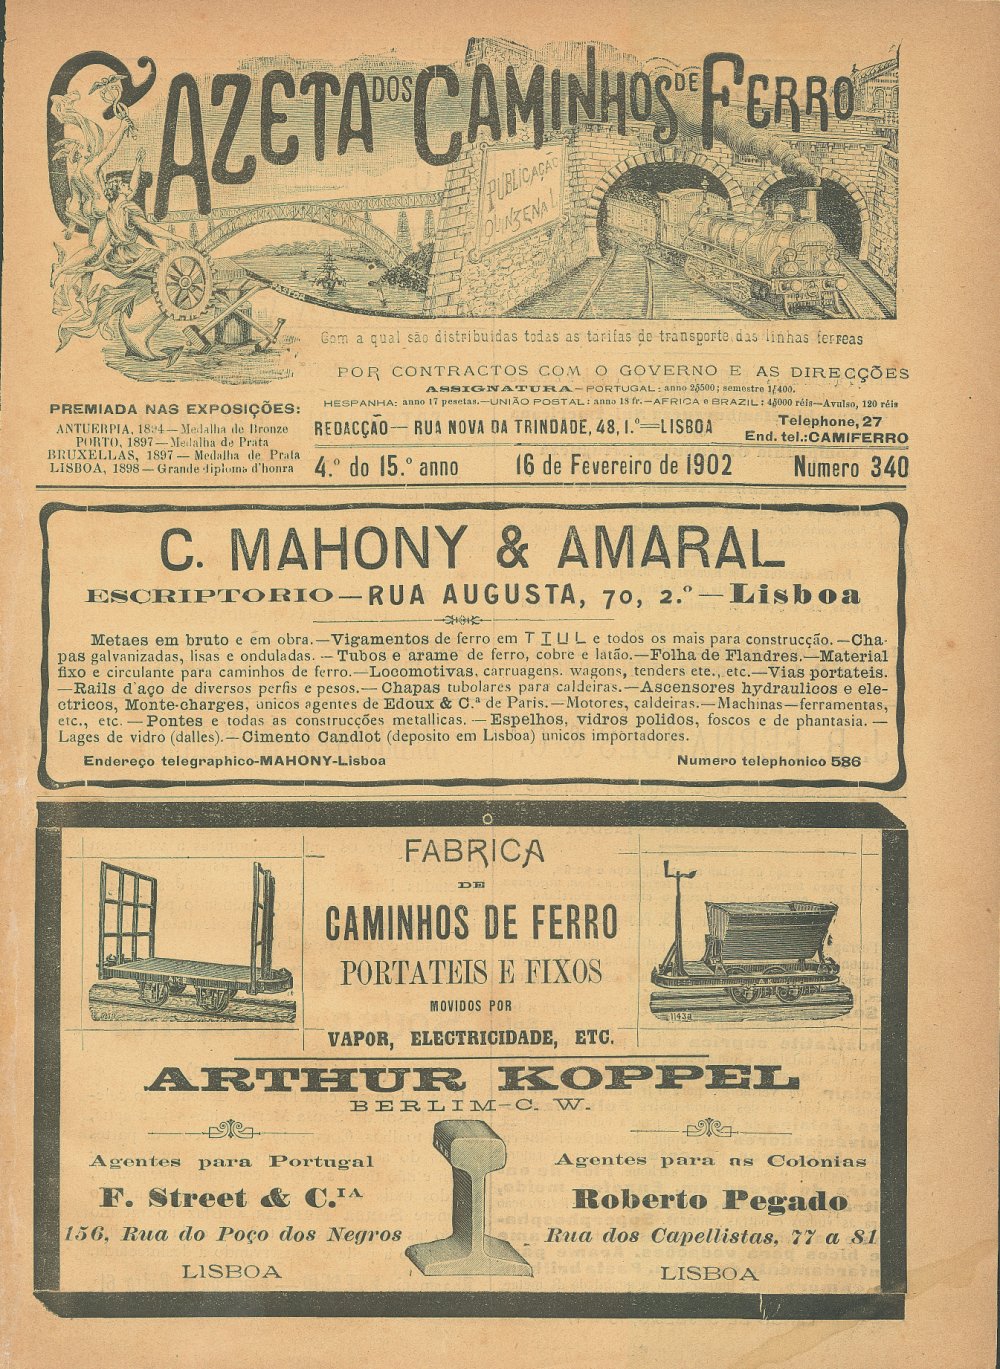 GAZETA DOS CAMINHOS DE FERRO
PUBLICAÇÃO
QUINZENAL
PASTOR
Com a qual são distribuidas todas as tarifas de transporte das linhas ferreas
POR CONTRACTOS COM O GOVERNO E AS DIRECÇÕES
ASSIGNATURA—PORTUGAL: anno 2$500; semestre 1$400.
HESPANHA: anno 17 pesetas.—UNIÃO POSTAL: anno 18 fr.—AFRICA e BRAZIL: 4$000 réis—Avulso, 120 réis
PREMIADA NAS EXPOSIÇÕES:
ANTUERPIA, 1894—Medalha de Bronze
PORTO, 1897—Medalha de Prata
BRUXELLAS, 1897—Medalha de Prata
LISBOA, 1898—Grande diploma d'honra
REDACÇÃO— RUA NOVA DA TRINDADE, 48, 1.º—LISBOA
Telephone, 27
End. tel.: CAMIFERRO
4.º do 15.º anno 16 de Fevereiro de 1902 Numero 340
C. MAHONY & AMARAL
ESCRIPTORIO—RUA AUGUSTA, 70, 2.º—Lisboa
Metaes em bruto e em obra.—Vigamentos de ferro em T I U L e todos os mais para construcção.—Cha-
pas galvanizadas, lisas e onduladas.—Tubos e arame de ferro, cobre e latão.—Folha de Flandres.—Material
fixo e circulante para caminhos de ferro.—Locomotivas, carruagens, wagons, tenders etc., etc.—Vias portateis.
—Rails d'aço de diversos perfis e pesos.—Chapas tubolares para caldeiras.—Ascensores hydraulicos e ele-
ctricos, Monte-charges, unicos agentes de Edoux & C.ª de Paris.—Motores, caldeiras.—Machinas—ferramentas,
etc., etc.—Pontes e todas as construcções metallicas.—Espelhos, vidros polidos, foscos e de phantasia.—
Lages de vidro (dalles).—Cimento Candlot (deposito em Lisboa) unicos importadores.
Endereço telegraphico-MAHONY-Lisboa Numero telephonico 586
FABRICA
DE
CAMINHOS DE FERRO
PORTATEIS E FIXOS
MOVIDOS POR
VAPOR, ELECTRICIDADE, ETC.
1143a
ARTHUR KOPPEL
BERLIM-C. W.
Agentes para Portugal
F. Street & C.IA
156, Rua do Poço dos Negros
LISBOA
Agentes para as Colonias
Roberto Pegado
Rua dos Capellistas, 77 a 81
LISBOA